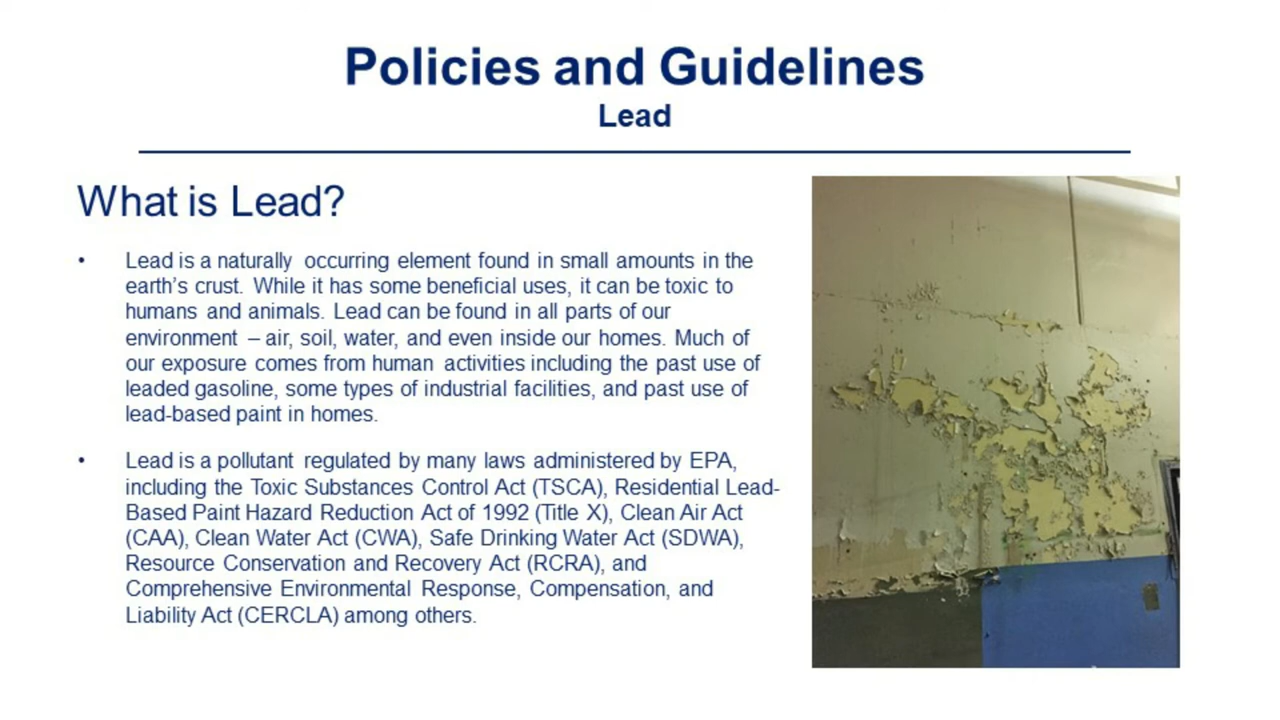 Policies and Guidelines
Lead
What is Lead?
• Lead is a naturally occurring element found in small amounts in the
earth's crust. While it has some beneficial uses, it can be toxic to
humans and animals. Lead can be found in all parts of our
environment – air, soil, water, and even inside our homes. Much of
our exposure comes from human activities including the past use of
leaded gasoline, some types of industrial facilities, and past use of
lead-based paint in homes.
• Lead is a pollutant regulated by many laws administered by EPA,
including the Toxic Substances Control Act (TSCA), Residential Lead-
Based Paint Hazard Reduction Act of 1992 (Title X), Clean Air Act
(CAA), Clean Water Act (CWA), Safe Drinking Water Act (SDWA),
Resource Conservation and Recovery Act (RCRA), and
Comprehensive Environmental Response, Compensation, and
Liability Act (CERCLA) among others.